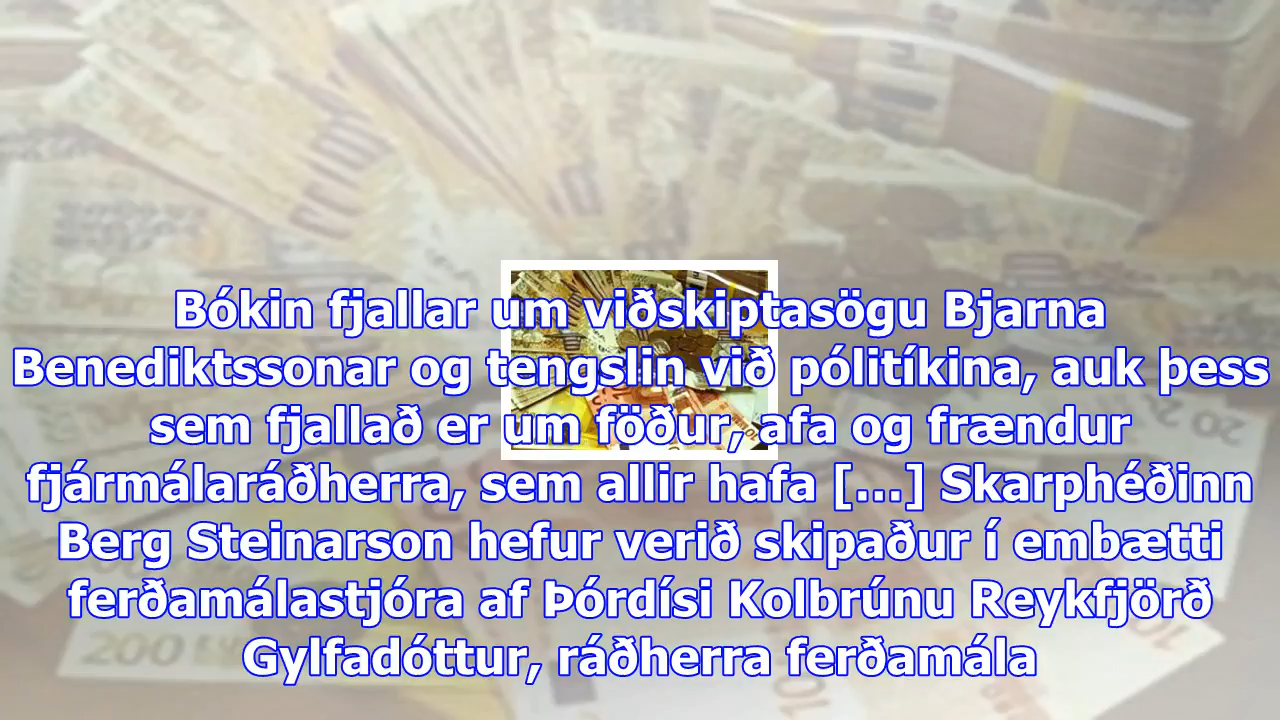 Bókin fjallar um viðskiptasögu Bjarna
Benediktssonar og tengslin við pólitíkina, auk þess
sem fjallað er um föður, afa og frændur
fjármálaráðherra, sem allir hafa [...] Skarphéðinn
Berg Steinarson hefur verið skipaður í embætti
ferðamálastjóra af Þórdísi Kolbrúnu Reykfjörð
Gylfadóttur, ráðherra ferðamála
200